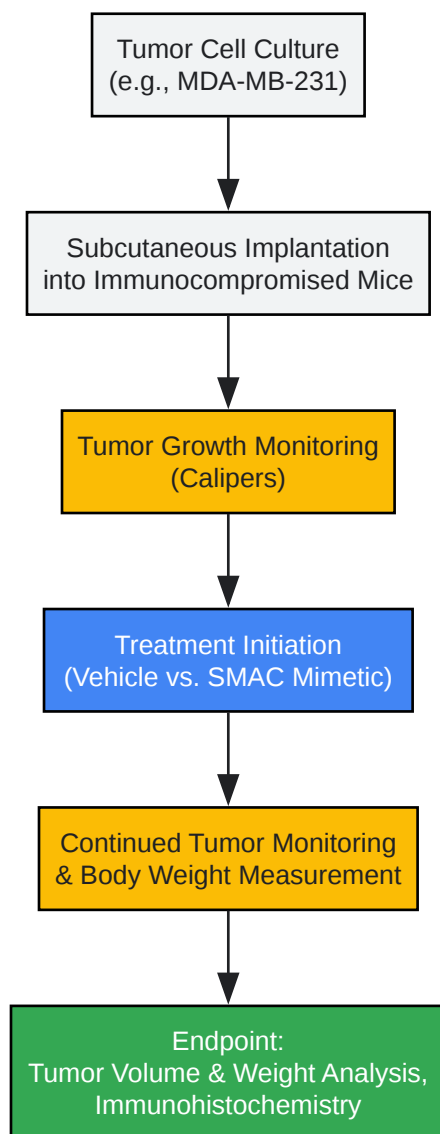 Tumor Cell Culture
(e.g., MDA-MB-231)
Subcutaneous Implantation
into Immunocompromised Mice
Tumor Growth Monitoring
(Calipers)
Treatment Initiation
(Vehicle vs. SMAC Mimetic)
Continued Tumor Monitoring
& Body Weight Measurement
Endpoint:
Tumor Volume & Weight Analysis,
Immunohistochemistry